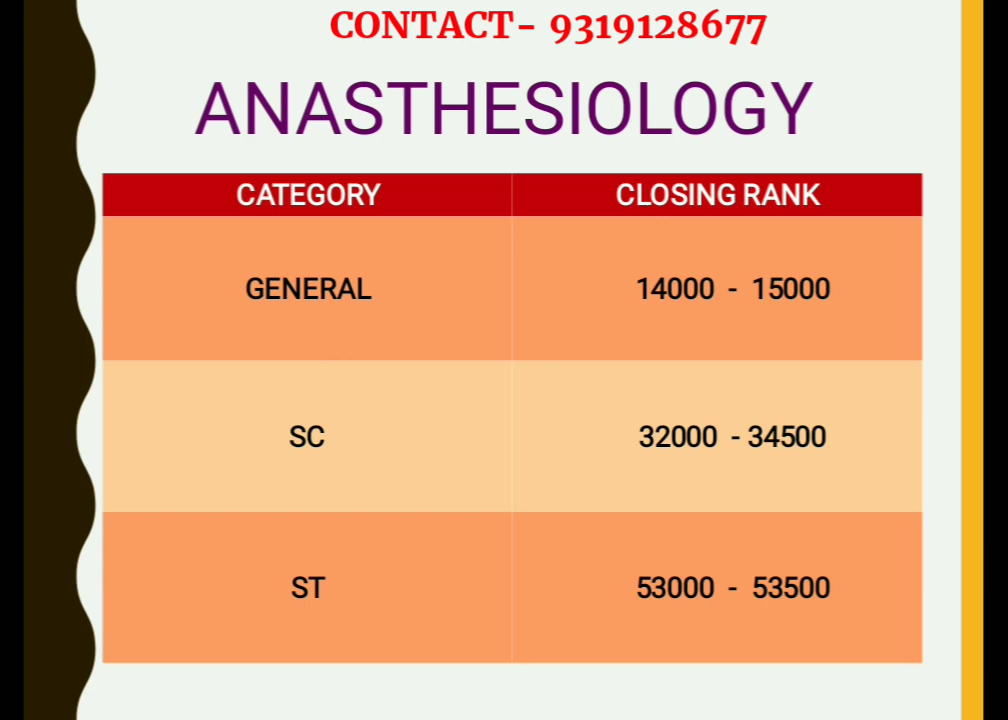 CONTACT- 9319128677
ANASTHESIOLOGY
CATEGORY CLOSING RANK
GENERAL 14000 - 15000
SC 32000 - 34500
ST 53000 - 53500